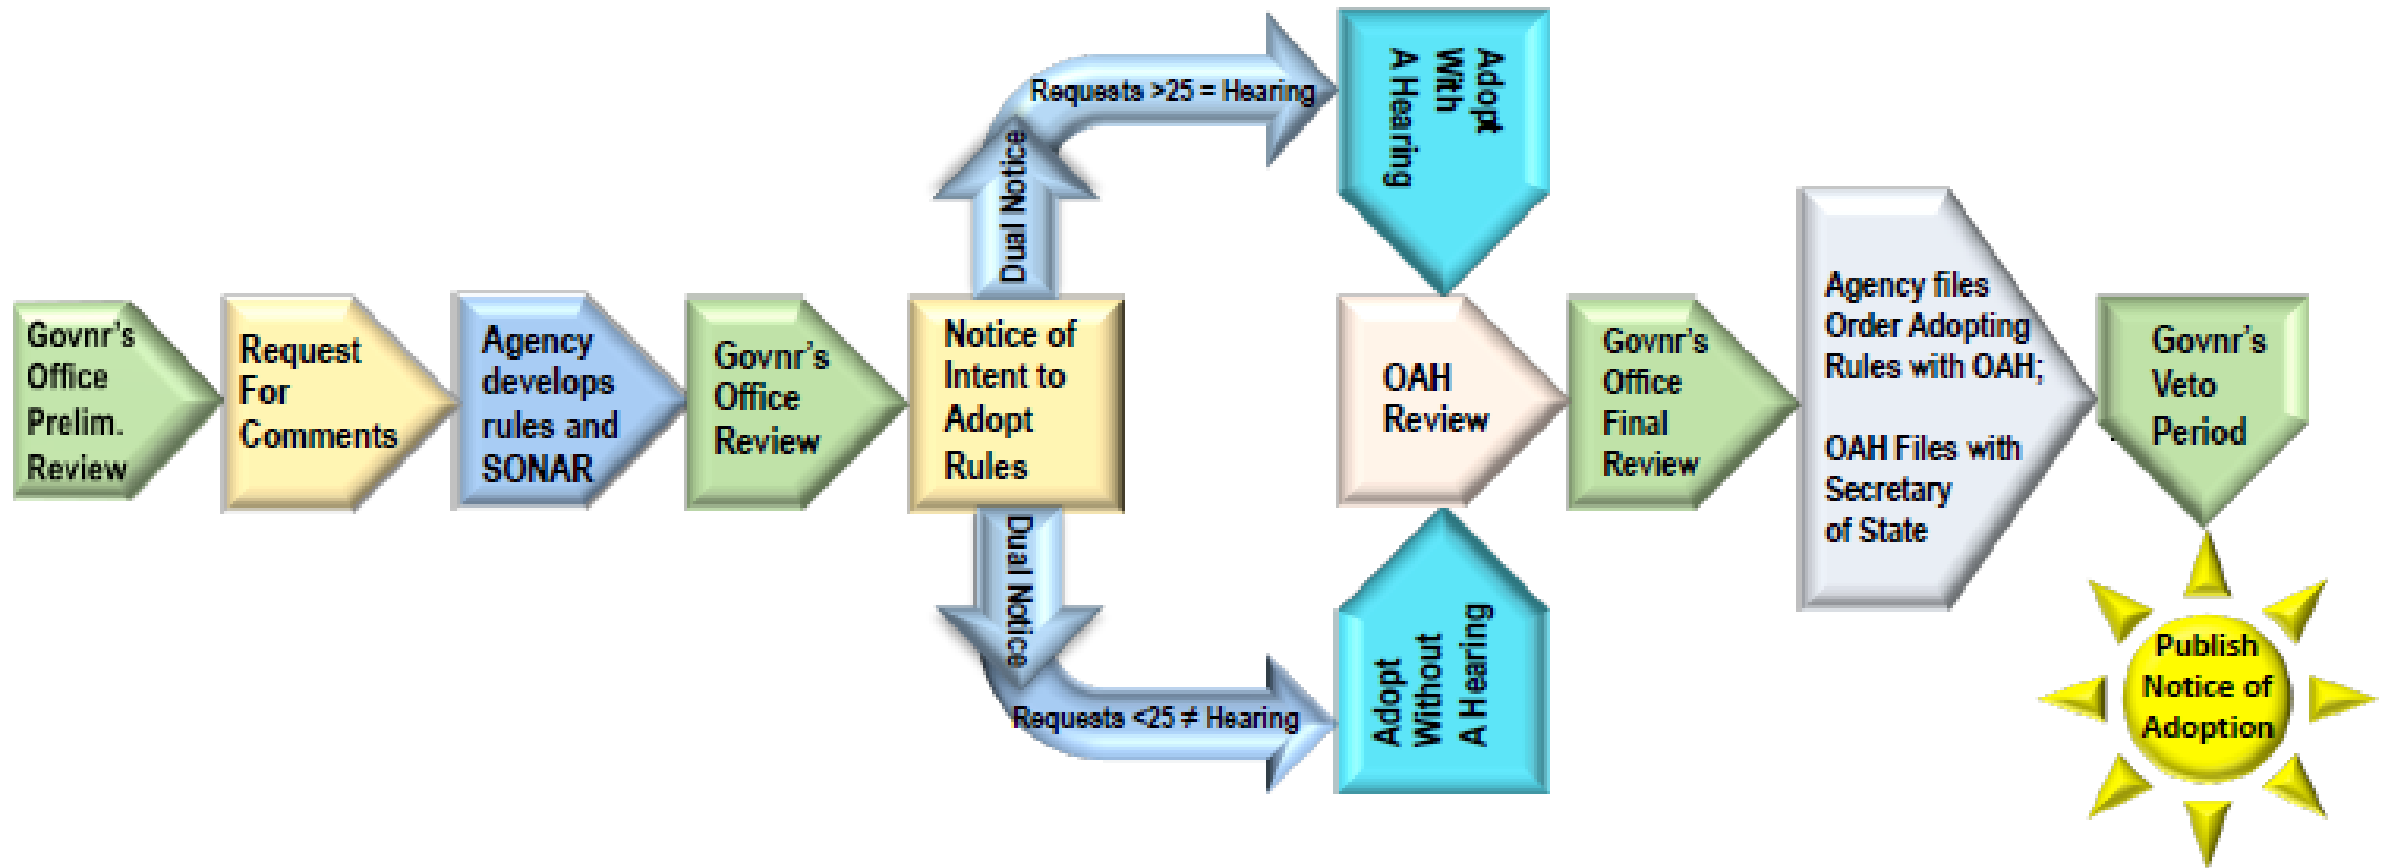 Govnr's
Office
Prelim.
Review
Request
For
Comments
Agency
develops
rules and
SONAR
Govnr's
Office
Review
Notice of
Intent to
Adopt
Rules
Dual Notice
Requests >25 = Hearing
Adopt
With
A Hearing
Dual Notice
Requests <25 ≠ Hearing
Adopt
Without
A Hearing
OAH
Review
Govnr's
Office
Final
Review
Agency files
Order Adopting
Rules with OAH;
OAH Files with
Secretary
of State
Govnr's
Veto
Period
Publish
Notice of
Adoption